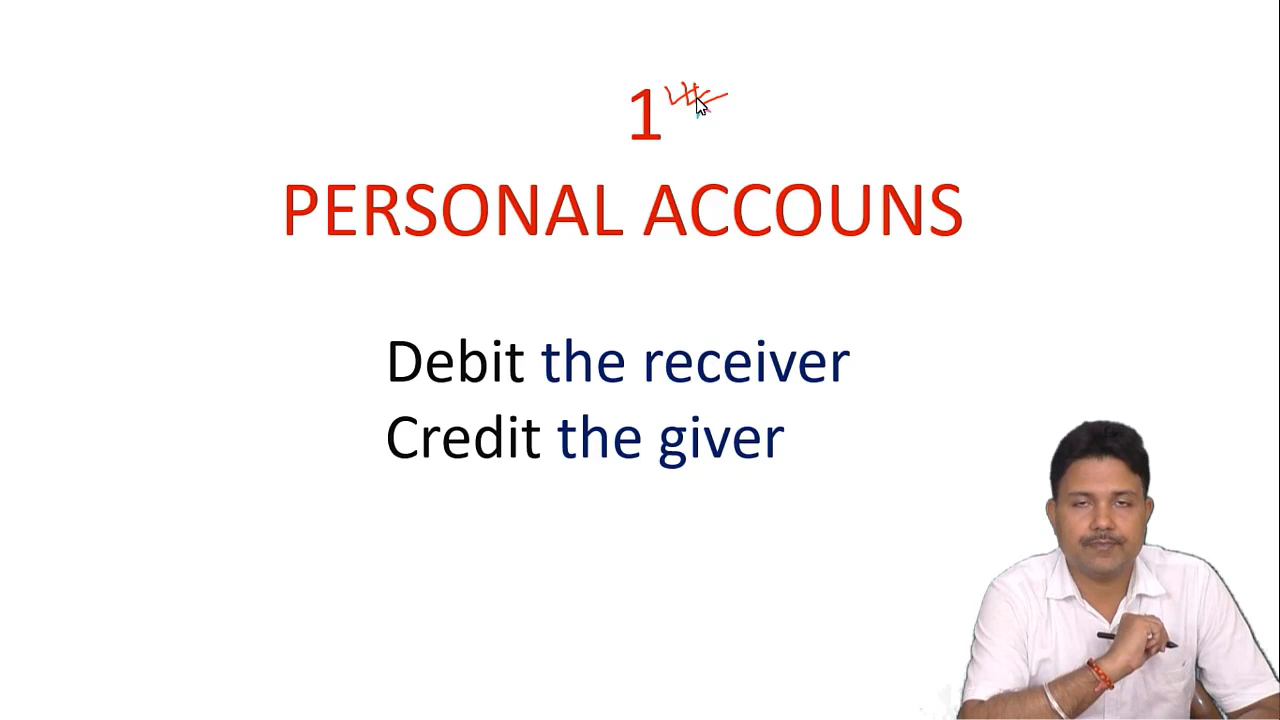 1
PERSONAL ACCOUNS
Debit the receiver
Credit the giver